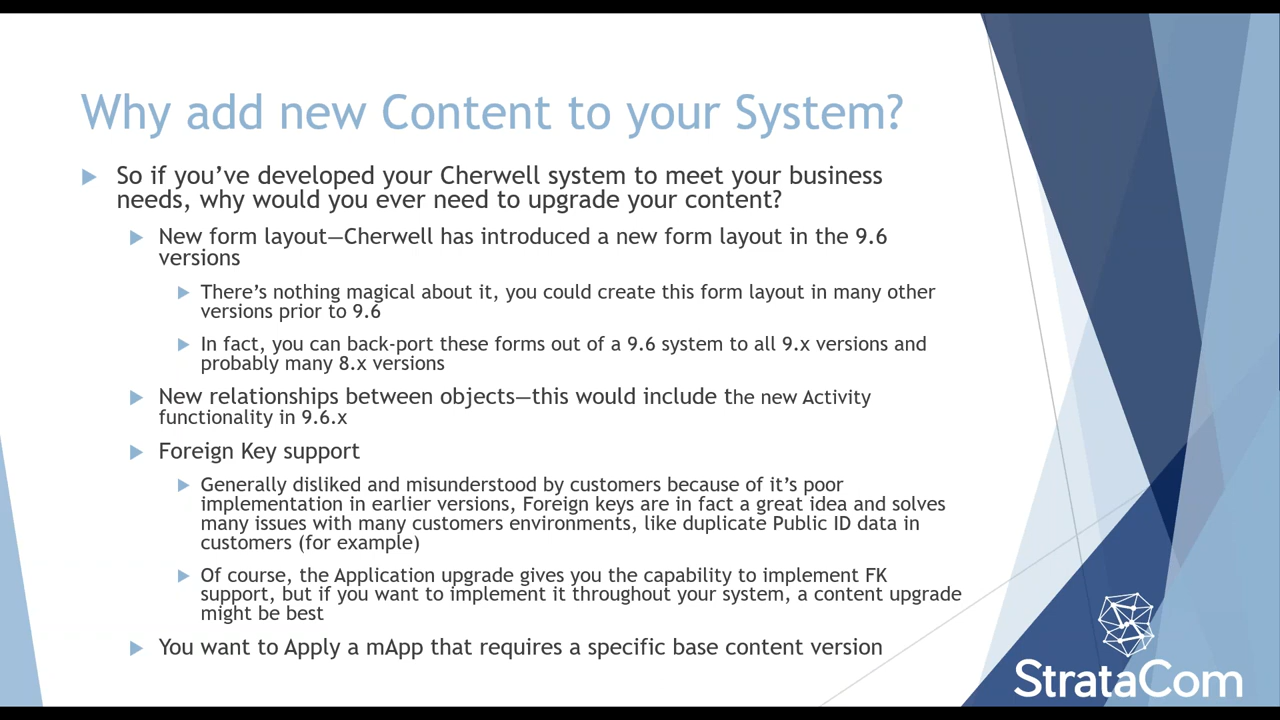 Why add new Content to your System?
So if you’ve developed your Cherwell system to meet your business
needs, why would you ever need to upgrade your content?
New form layout—Cherwell has introduced a new form layout in the 9.6
versions
There’s nothing magical about it, you could create this form layout in many other
versions prior to 9.6
In fact, you can back-port these forms out of a 9.6 system to all 9.x versions and
probably many 8.x versions
New relationships between objects—this would include the new Activity
functionality in 9.6.x
Foreign Key support
Generally disliked and misunderstood by customers because of it’s poor
implementation in earlier versions, Foreign keys are in fact a great idea and solves
many issues with many customers environments, like duplicate Public ID data in
customers (for example)
Of course, the Application upgrade gives you the capability to implement FK
support, but if you want to implement it throughout your system, a content upgrade
might be best
You want to Apply a mApp that requires a specific base content version
StrataCom